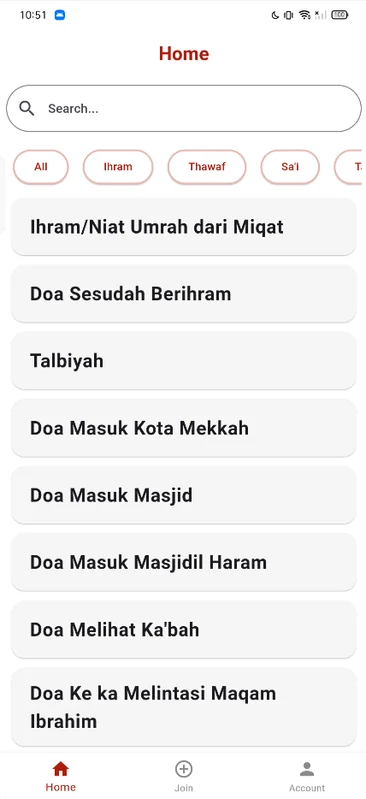 10:51
100
Home
Search...
All
Ihram
Thawaf
Sa'i
Ihram/Niat Umrah dari Miqat
Doa Sesudah Berihram
Talbiyah
Doa Masuk Kota Mekkah
Doa Masuk Masjid
Doa Masuk Masjidil Haram
Doa Melihat Ka'bah
Doa Ke ka Melintasi Maqam
Ibrahim
Home
Join
Account